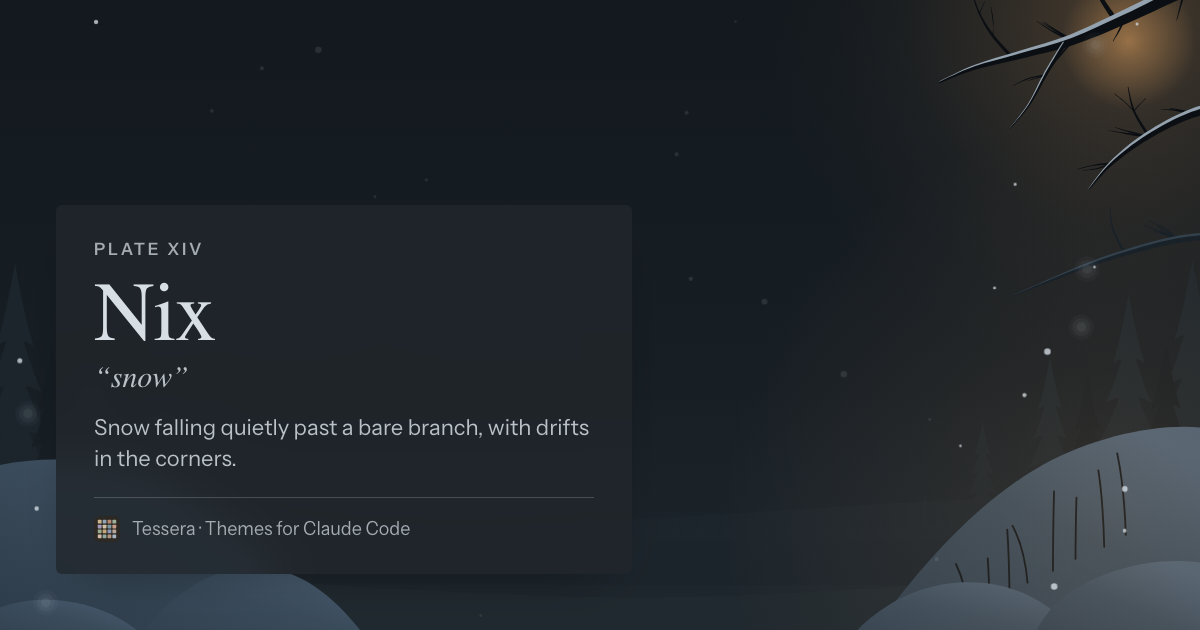 PLATE XIV
Nix
“snow”
Snow falling quietly past a bare branch, with drifts
in the corners.
Tessera · Themes for Claude Code